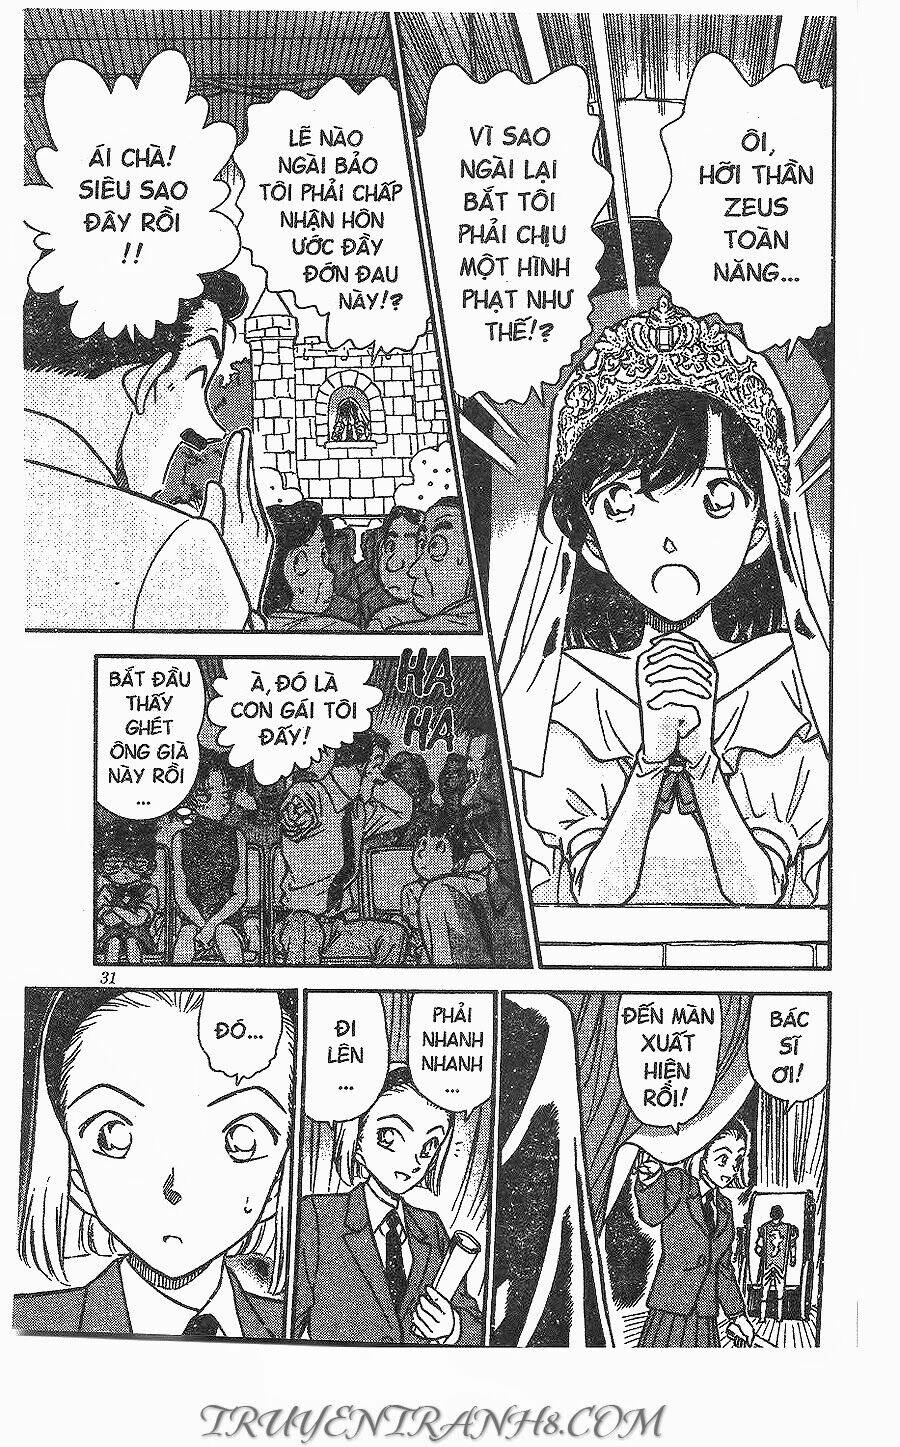 ÔI,
HỠI THẦN
ZEUS
TOÀN
NĂNG...
VÌ SAO
NGÀI LẠI
BẮT TÔI
PHẢI CHỊU
MỘT HÌNH
PHẠT NHƯ
THẾ!?
LẼ NÀO
NGÀI BẢO
TÔI PHẢI CHẤP
NHẬN HÔN
ƯỚC ĐẦY
ĐỚN ĐAU
NÀY!?
ÁI CHÀ!
SIÊU SAO
ĐÂY RỒI
!!
HA
HA
À, ĐÓ LÀ
CON GÁI TÔI
ĐẤY!
BẮT ĐẦU
THẤY
GHÉT
ÔNG GIÀ
NÀY RỒI
...
31
BÁC
SĨ
ƠI!
ĐẾN MÀN
XUẤT
HIỆN
RỒI!
PHẢI
NHANH
NHANH
...
ĐI
LÊN
...
ĐÓ...
TRUYENTRANH8.COM